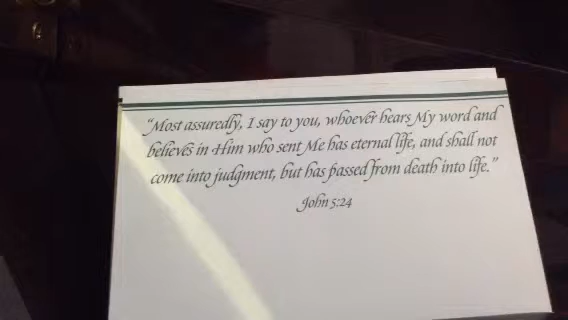 "Most assuredly, I say to you, whoever hears My word and
believes in Him who sent Me has eternal life, and shall not
come into judgment, but has passed from death into life."
John 5:24